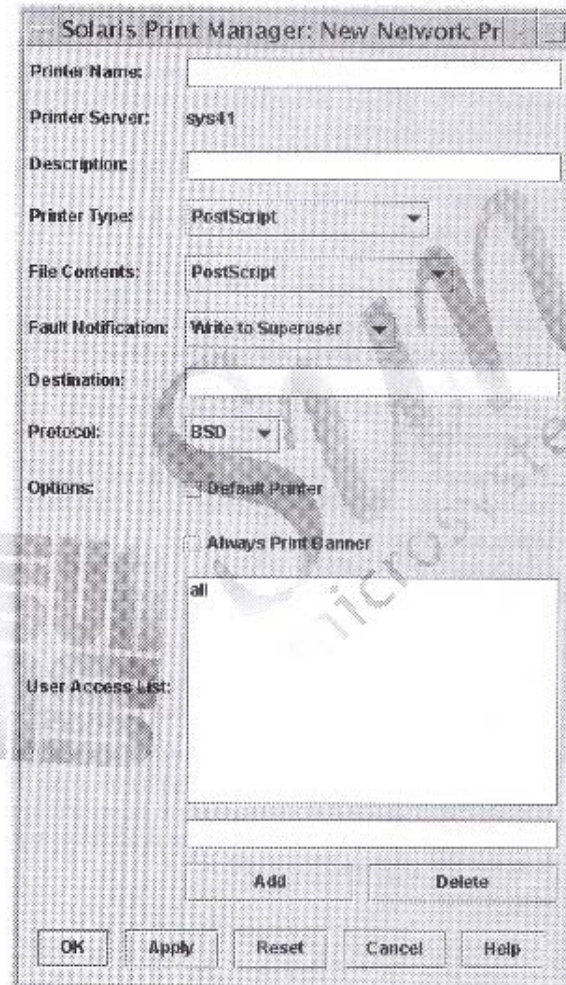 Solaris Print Manager: New Network Pr
Printer Name:
Printer Server: sys41
Description:
Printer Type: PostScript
File Contents: PostScript
Fault Notification: Write to Superuser
Destination:
Protocol: BSD
Options: Default Printer
Always Print Banner
all
User Access List:
Add Delete
OK Apply Reset Cancel Help
Sun
microsyste